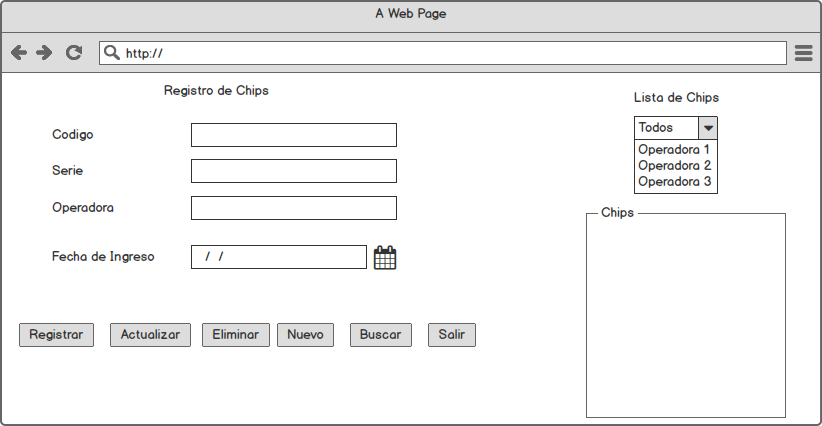 A Web Page
http://
Registro de Chips
Codigo
Serie
Operadora
Fecha de Ingreso
/ /
Registrar
Actualizar
Eliminar
Nuevo
Buscar
Salir
Lista de Chips
Todos
Operadora 1
Operadora 2
Operadora 3
Chips